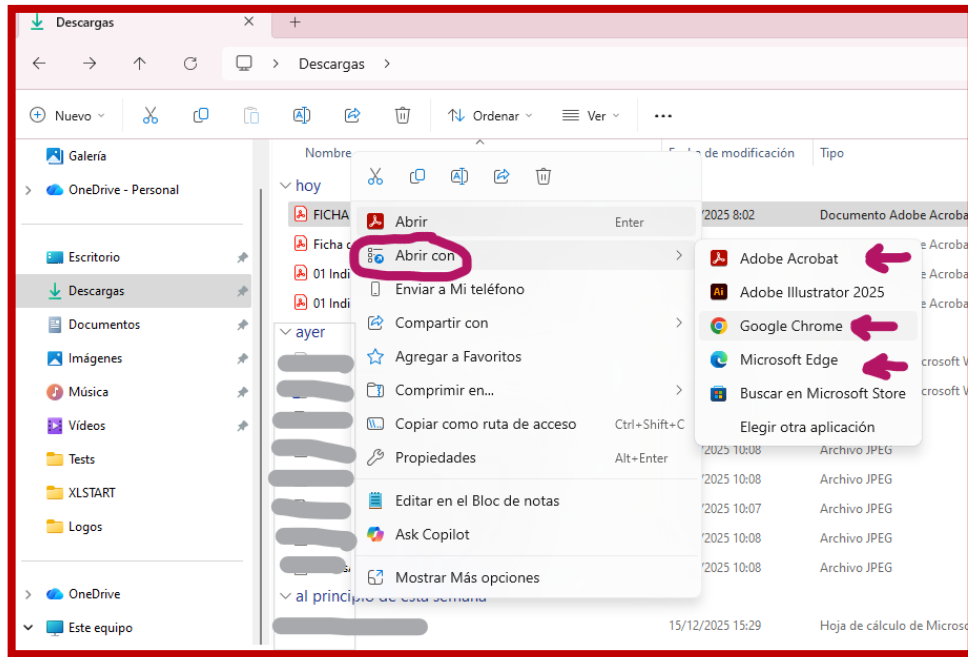 Descargas
Descargas
Nuevo
Ordenar
Ver
Galería
OneDrive - Personal
Escritorio
Descargas
Documentos
Imágenes
Música
Vídeos
Tests
XLSTART
Logos
OneDrive
Este equipo
Nombre
de modificación
Tipo
hoy
FICHA
/2025 8:02
Documento Adobe Acroba
Ficha
e Acroba
01 Indi
e Acroba
01 Indi
e Acroba
ayer
crosoft W
crosoft W
/2025 10:08
Archivo JPEG
/2025 10:08
Archivo JPEG
/2025 10:07
Archivo JPEG
/2025 10:08
Archivo JPEG
/2025 10:08
Archivo JPEG
al principio de esta semana
15/12/2025 15:29
Hoja de cálculo de Microso
Abrir
Enter
Abrir con
Enviar a Mi teléfono
Compartir con
Agregar a Favoritos
Comprimir en...
Copiar como ruta de acceso
Ctrl+Shift+C
Propiedades
Alt+Enter
Editar en el Bloc de notas
Ask Copilot
Mostrar Más opciones
Adobe Acrobat
Ai
Adobe Illustrator 2025
Google Chrome
Microsoft Edge
Buscar en Microsoft Store
Elegir otra aplicación